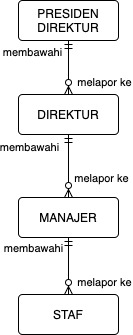 PRESIDEN
DIREKTUR
membawahi
melapor ke
DIREKTUR
membawahi
melapor ke
MANAJER
membawahi
melapor ke
STAF